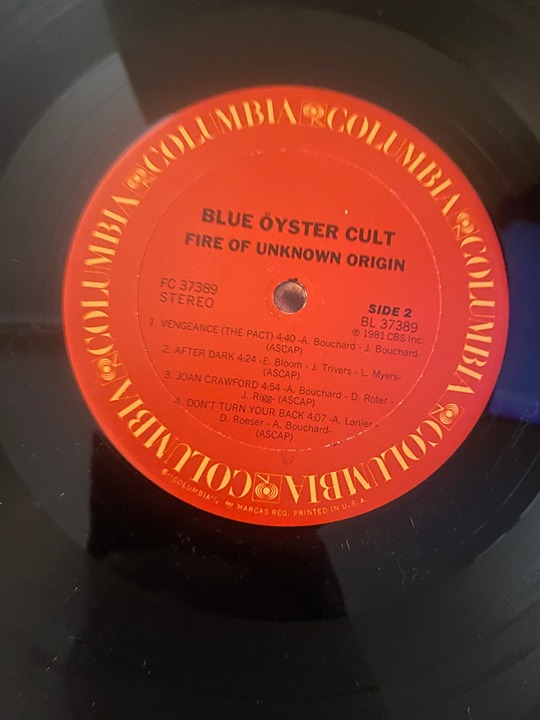 COLUMBIA COLUMBIA COLUMBIA COLUMBIA COLUMBIA COLUMBIA COLUMBIA
BLUE ÖYSTER CULT
FIRE OF UNKNOWN ORIGIN
FC 37389
STEREO
SIDE 2
BL 37389
℗ 1981 CBS Inc.
1. VENGEANCE (THE PACT) 4:40 -A. Bouchard - J. Bouchard-
(ASCAP)
2. AFTER DARK 4:24 -E. Bloom - J. Trivers - L. Myers-
(ASCAP)
3. JOAN CRAWFORD 4:54 -A. Bouchard - D. Roter -
J. Rigg- (ASCAP)
4. DON'T TURN YOUR BACK 4:07 -A. Lanier -
D. Roeser - A. Bouchard-
(ASCAP)
® "COLUMBIA", MARCAS REG. PRINTED IN U.S.A.